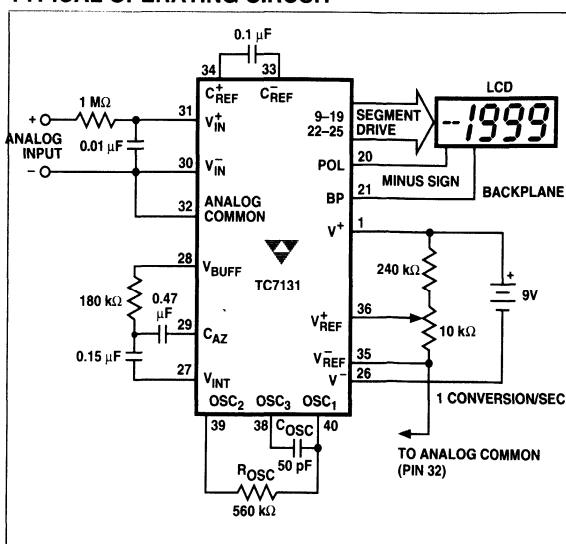 TYPICAL OPERATING CIRCUIT
0.1 µF
34 33
C+REF C−REF
LCD
1 MΩ
31
V+IN
9–19
22–25
SEGMENT
DRIVE
--1999
+
ANALOG
INPUT
–
0.01 µF
30
V−IN
POL
20
MINUS SIGN
BP
21
BACKPLANE
32
ANALOG
COMMON
V+
1
TC7131
28
VBUFF
240 kΩ
+
9V
180 kΩ
0.47
µF
29
CAZ
V+REF
36
10 kΩ
V−REF
35
0.15 µF
27
VINT
V−
26
1 CONVERSION/SEC
OSC2 OSC3 OSC1
39 38 COSC 40
50 pF
TO ANALOG COMMON
(PIN 32)
ROSC
560 kΩ